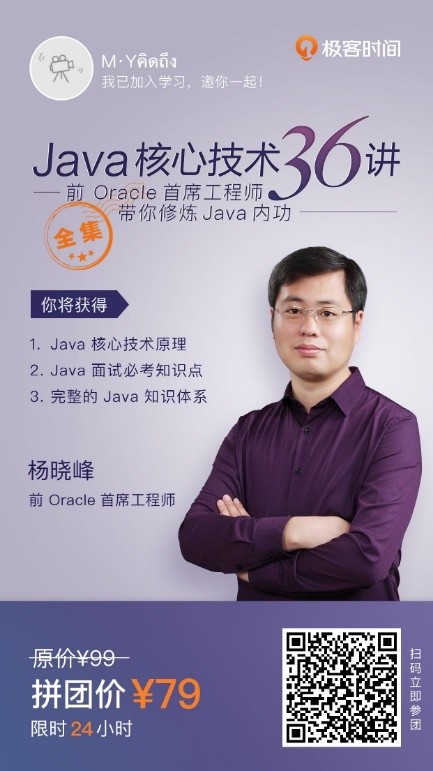 极客时间
M·Yคิดถึง
我已加入学习，邀你一起！
Java 核心技术36讲
前 Oracle 首席工程师
带你修炼 Java 内功
全集
你将获得
1. Java 核心技术原理
2. Java 面试必考知识点
3. 完整的 Java 知识体系
杨晓峰
前 Oracle 首席工程师
原价¥99
拼团价 ¥79
限时 24 小时
扫码立即参团